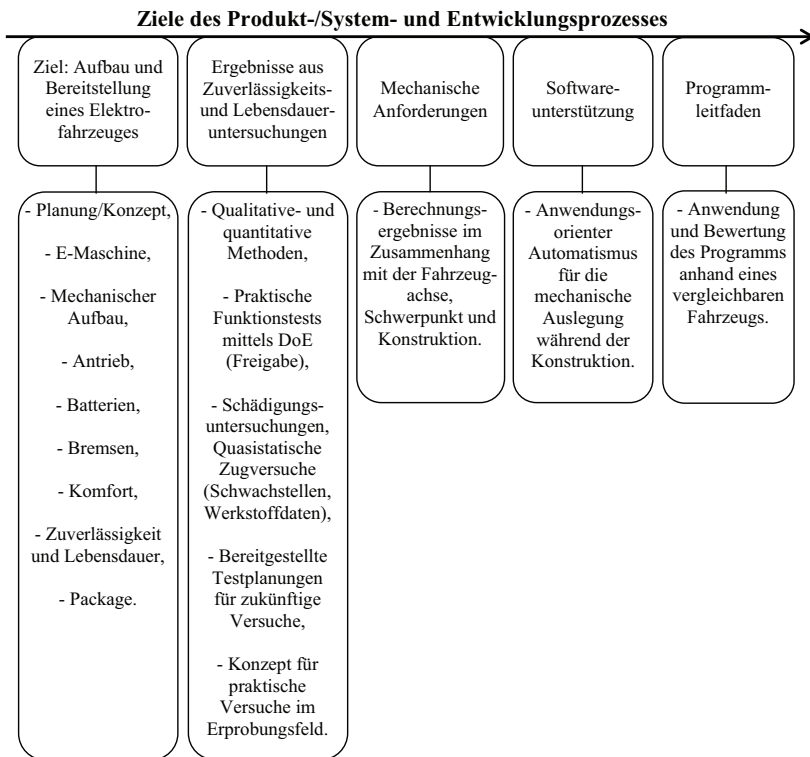 Ziele des Produkt-/System- und Entwicklungsprozesses
Ziel: Aufbau und
Bereitstellung
eines Elektro-
fahrzeuges
Ergebnisse aus
Zuverlässigkeits-
und Lebensdauer-
untersuchungen
Mechanische
Anforderungen
Software-
unterstützung
Programm-
leitfaden
- Planung/Konzept,
- E-Maschine,
- Mechanischer
Aufbau,
- Antrieb,
- Batterien,
- Bremsen,
- Komfort,
- Zuverlässigkeit
und Lebensdauer,
- Package.
- Qualitative- und
quantitative
Methoden,
- Praktische
Funktionstests
mittels DoE
(Freigabe),
- Schädigungs-
untersuchungen,
Quasistatische
Zugversuche
(Schwachstellen,
Werkstoffdaten),
- Bereitgestellte
Testplanungen
für zukünftige
Versuche,
- Konzept für
praktische
Versuche im
Erprobungsfeld.
- Berechnungs-
ergebnisse im
Zusammenhang
mit der Fahrzeug-
achse,
Schwerpunkt und
Konstruktion.
- Anwendungs-
orienter
Automatismus
für die
mechanische
Auslegung
während der
Konstruktion.
- Anwendung
und Bewertung
des Programms
anhand eines
vergleichbaren
Fahrzeugs.